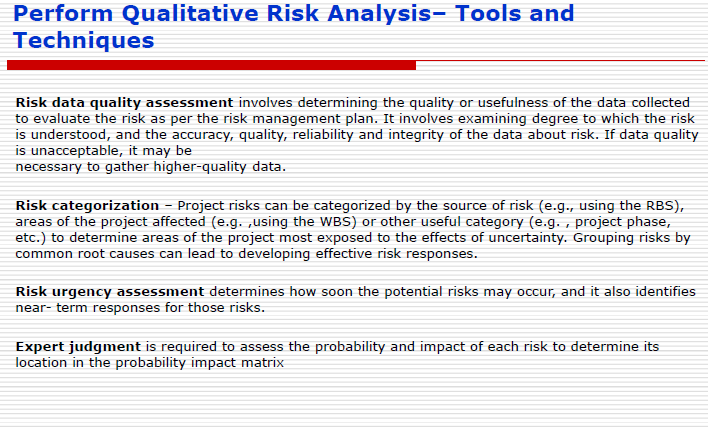 Perform Qualitative Risk Analysis– Tools and
Techniques
Risk data quality assessment involves determining the quality or usefulness of the data collected
to evaluate the risk as per the risk management plan. It involves examining degree to which the risk
is understood, and the accuracy, quality, reliability and integrity of the data about risk. If data quality
is unacceptable, it may be
necessary to gather higher-quality data.
Risk categorization – Project risks can be categorized by the source of risk (e.g., using the RBS),
areas of the project affected (e.g. ,using the WBS) or other useful category (e.g. , project phase,
etc.) to determine areas of the project most exposed to the effects of uncertainty. Grouping risks by
common root causes can lead to developing effective risk responses.
Risk urgency assessment determines how soon the potential risks may occur, and it also identifies
near- term responses for those risks.
Expert judgment is required to assess the probability and impact of each risk to determine its
location in the probability impact matrix